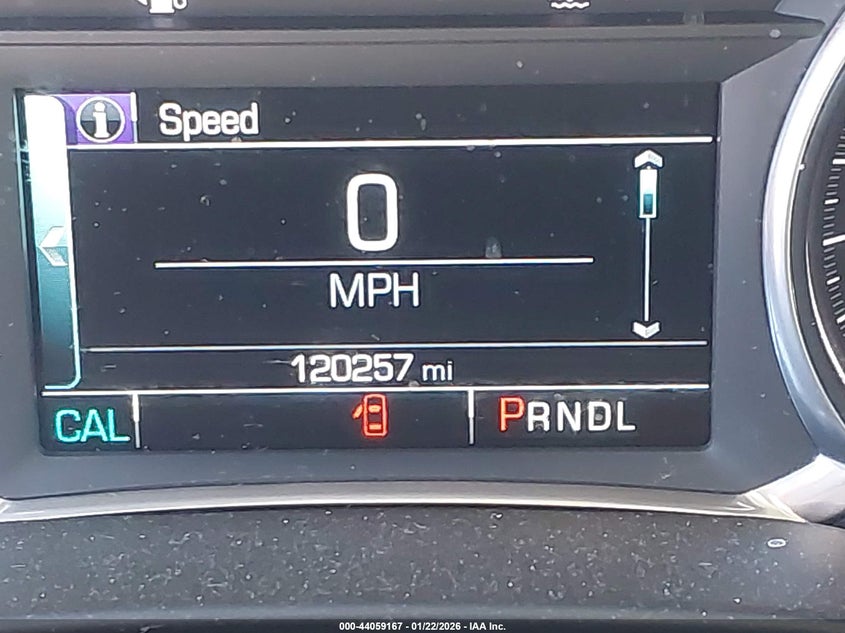 Speed
0
MPH
120257 mi
CAL PRNDL
000-44059167 - 01/22/2026 - IAA Inc.